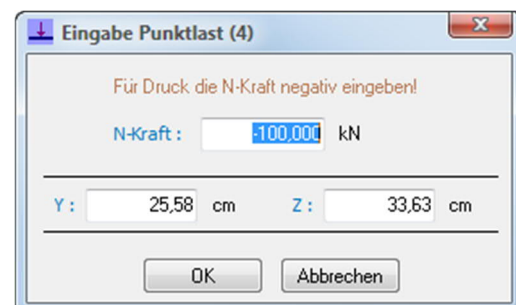 Eingabe Punktlast (4)
Für Druck die N-Kraft negativ eingeben!
N-Kraft : -100,000 kN
Y : 25,58 cm Z : 33,63 cm
OK Abbrechen